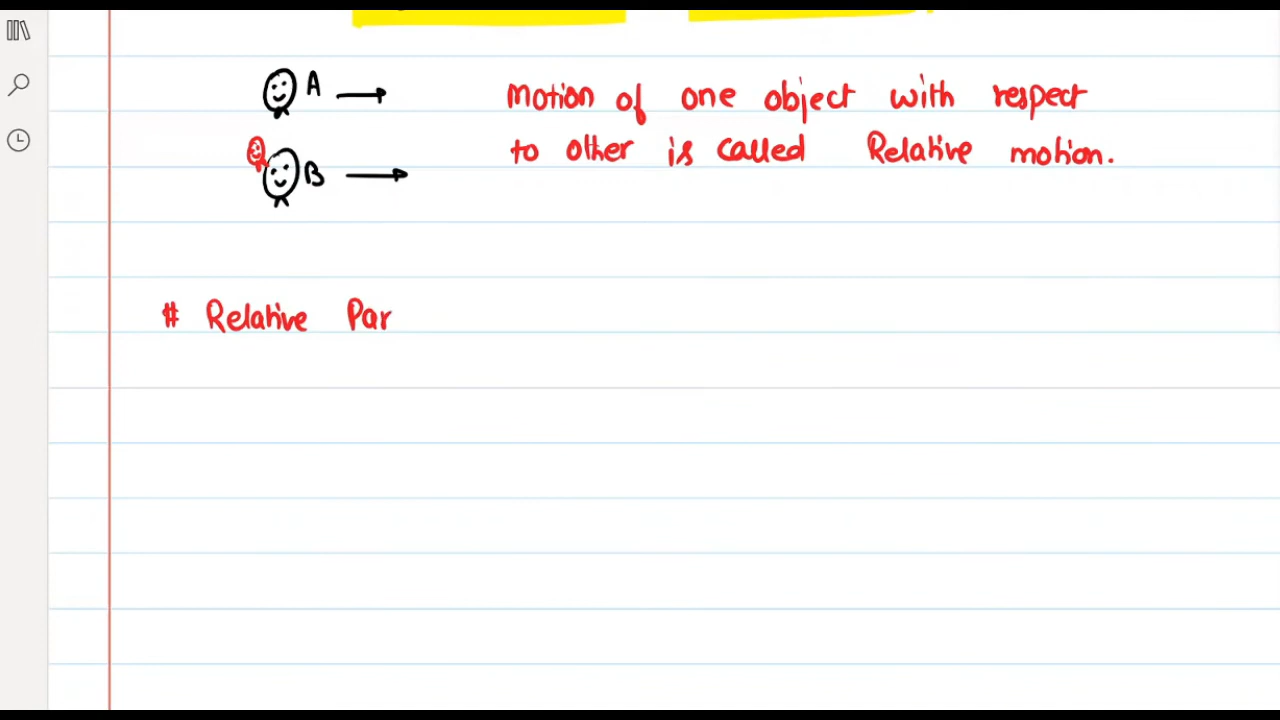 A
Motion of one object with respect
to other is called Relative motion.
B
# Relative Par